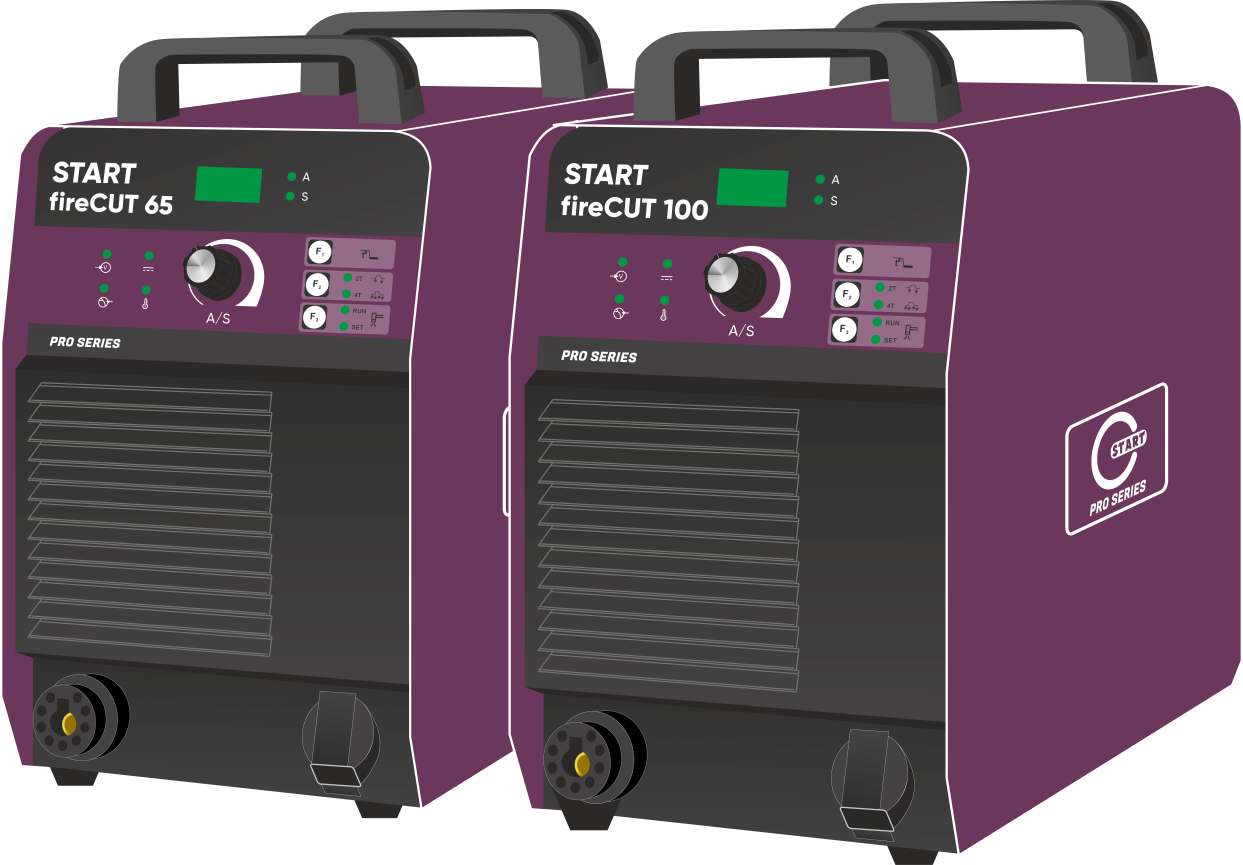 START
fireCUT 65
A
S
V
F1
F2
2T
4T
F3
RUN
SET
A/S
PRO SERIES
START
fireCUT 100
A
S
V
F1
F2
2T
4T
F3
RUN
SET
A/S
PRO SERIES
START
PRO SERIES